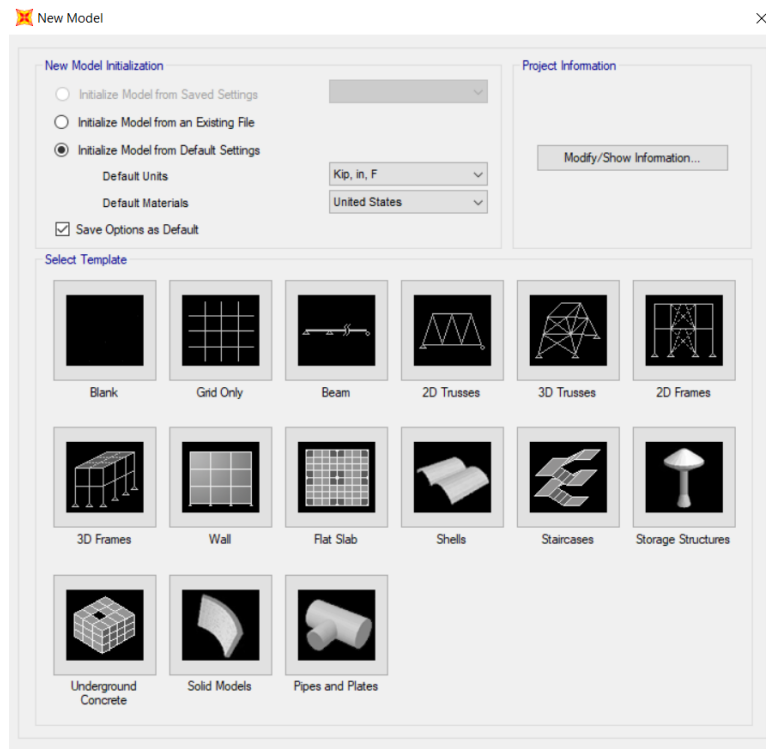 New Model
New Model Initialization
Project Information
Initialize Model from Saved Settings
Initialize Model from an Existing File
Initialize Model from Default Settings
Default Units
Kip, in, F
Default Materials
United States
Save Options as Default
Modify/Show Information...
Select Template
Blank
Grid Only
Beam
2D Trusses
3D Trusses
2D Frames
3D Frames
Wall
Flat Slab
Shells
Staircases
Storage Structures
Underground
Concrete
Solid Models
Pipes and Plates